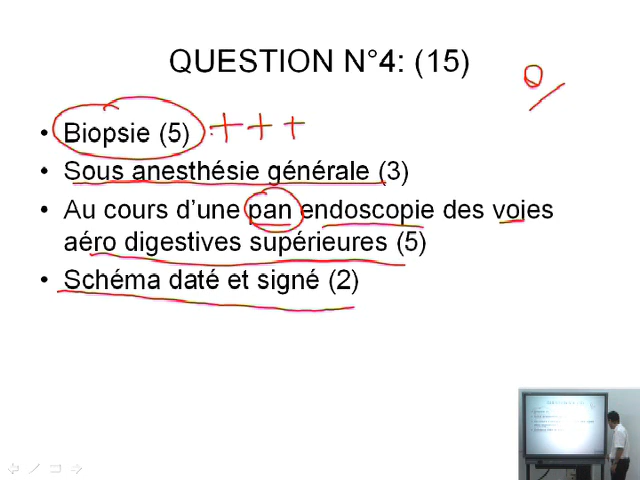 QUESTION N°4: (15)
• Biopsie (5) : + + +
• Sous anesthésie générale (3)
• Au cours d'une pan endoscopie des voies
aéro digestives supérieures (5)
• Schéma daté et signé (2)
0/